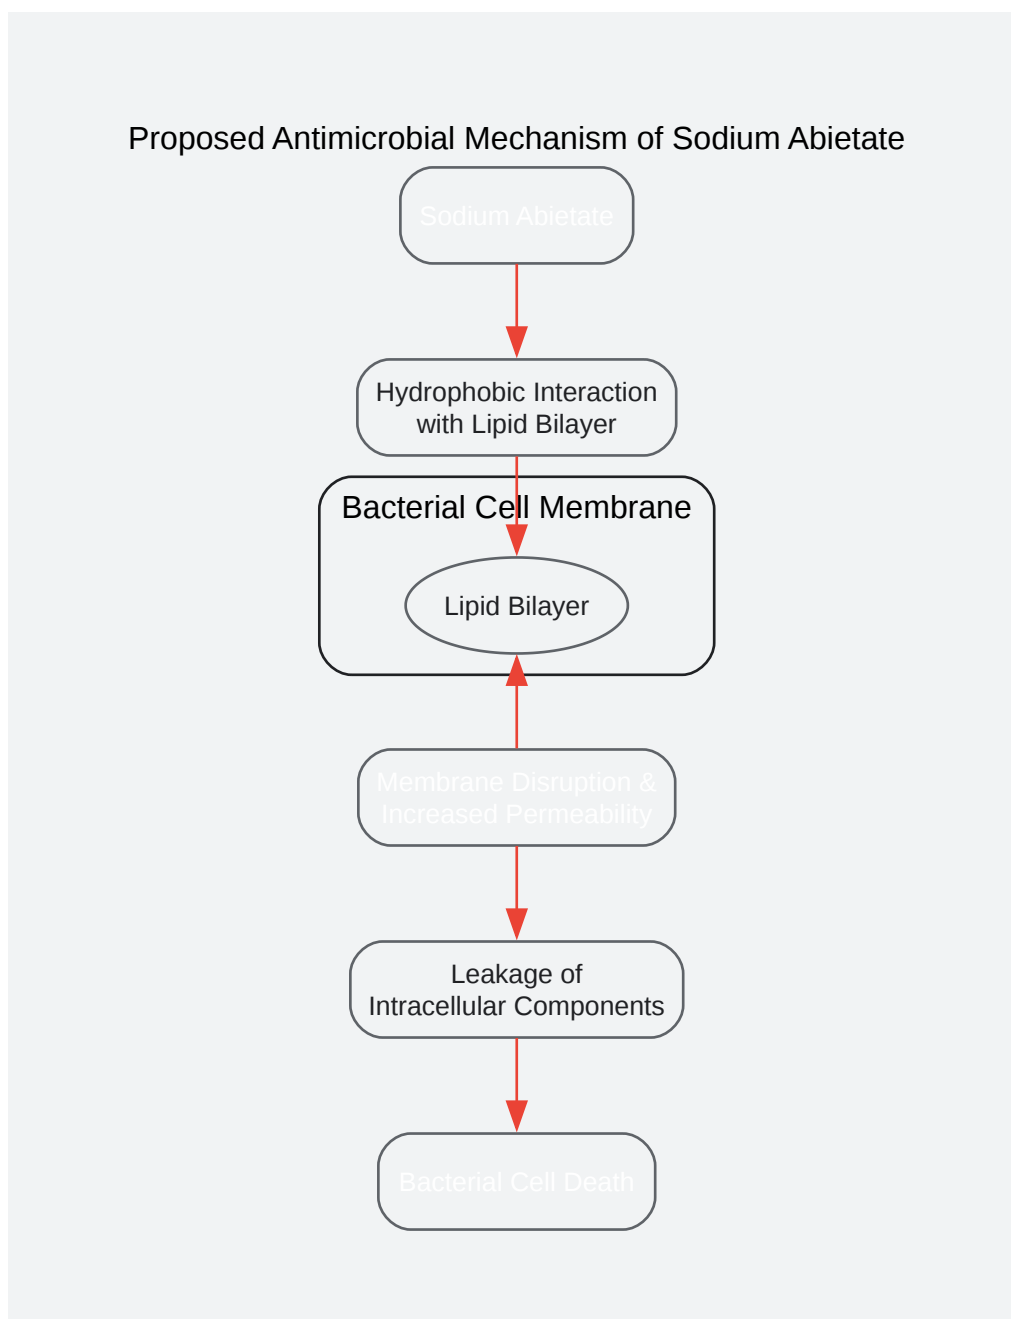 Proposed Antimicrobial Mechanism of Sodium Abietate
Sodium Abietate
Hydrophobic Interaction
with Lipid Bilayer
Bacterial Cell Membrane
Lipid Bilayer
Membrane Disruption &
Increased Permeability
Leakage of
Intracellular Components
Bacterial Cell Death